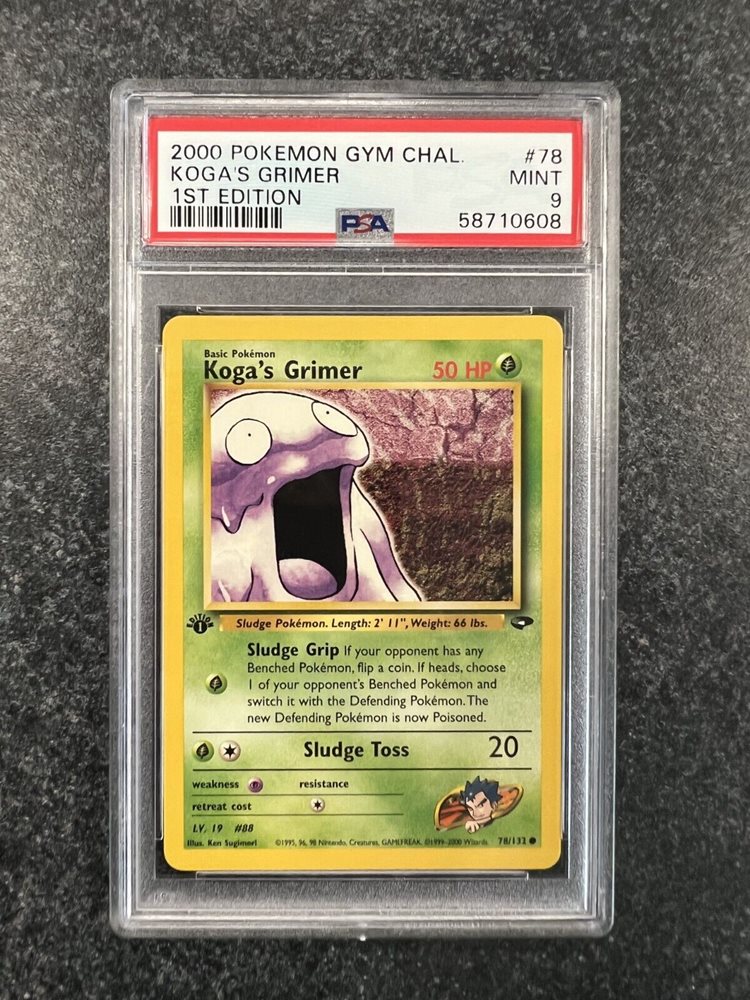 2000 POKEMON GYM CHAL. #78
KOGA'S GRIMER MINT
1ST EDITION 9
PSA 58710608
Basic Pokémon
Koga's Grimer 50 HP
EDITION 1
Sludge Pokémon. Length: 2' 11", Weight: 66 lbs.
Sludge Grip If your opponent has any
Benched Pokémon, flip a coin. If heads, choose
1 of your opponent's Benched Pokémon and
switch it with the Defending Pokémon. The
new Defending Pokémon is now Poisoned.
Sludge Toss 20
weakness resistance
retreat cost
LV. 19 #88
Illus. Ken Sugimori ©1995, 96, 98 Nintendo, Creatures, GAMEFREAK. ©1999-2000 Wizards. 78/132